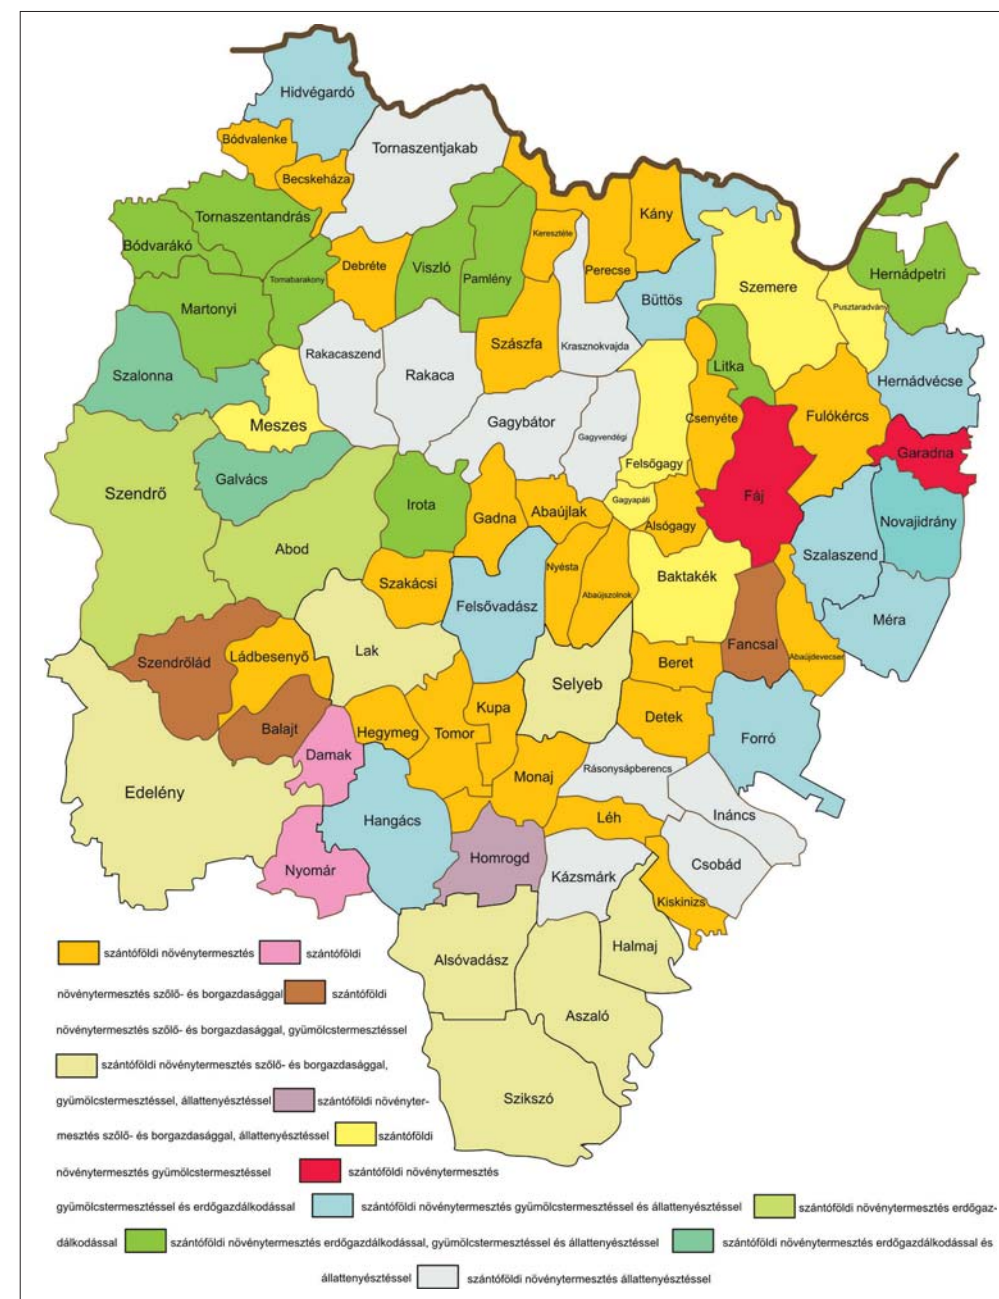 Hidvégardó
Bódvalenke
Tornaszentjakab
Becskeháza
Kány
Tornaszentandrás
Keresztéte
Bódvarákó
Debréte
Viszló
Perecse
Hernádpetri
Tornabarakony
Pamlény
Szemere
Büttös
Martonyi
Pusztaradvány
Szászfa
Krasznokvajda
Rakacaszend
Litka
Szalonna
Rakaca
Hernádvécse
Csenyéte
Fulókércs
Meszes
Gagybátor
Gagyvendégi
Garadna
Felsőgagy
Galvács
Szendrő
Fáj
Gagyapáti
Irota
Abaújlak
Gadna
Novajidrány
Alsógagy
Abod
Szalaszend
Nyésta
Baktakék
Szakácsi
Abaújszolnok
Felsővadász
Méra
Fancsal
Lak
Ládbesenyő
Abaújdevecser
Szendrőlád
Beret
Selyeb
Kupa
Detek
Balajt
Hegymeg
Tomor
Forró
Damak
Rásonysápberencs
Monaj
Edelény
Ináncs
Hangács
Léh
Homrogd
Csobád
Nyomár
Kázsmárk
Kiskinizs
Halmaj
Alsóvadász
Aszaló
Szikszó
szántóföldi növénytermesztés szántóföldi
növénytermesztés szőlő- és borgazdasággal szántóföldi
növénytermesztés szőlő- és borgazdasággal, gyümölcstermesztéssel
szántóföldi növénytermesztés szőlő- és borgazdasággal,
gyümölcstermesztéssel, állattenyésztéssel szántóföldi növényter-
mesztés szőlő- és borgazdasággal, állattenyésztéssel szántóföldi
növénytermesztés gyümölcstermesztéssel szántóföldi növénytermesztés
gyümölcstermesztéssel és erdőgazdálkodással szántóföldi növénytermesztés gyümölcstermesztéssel és állattenyésztéssel szántóföldi növénytermesztés erdőgaz-
dálkodással szántóföldi növénytermesztés erdőgazdálkodással, gyümölcstermesztéssel és állattenyésztéssel szántóföldi növénytermesztés erdőgazdálkodással és
állattenyésztéssel szántóföldi növénytermesztés állattenyésztéssel